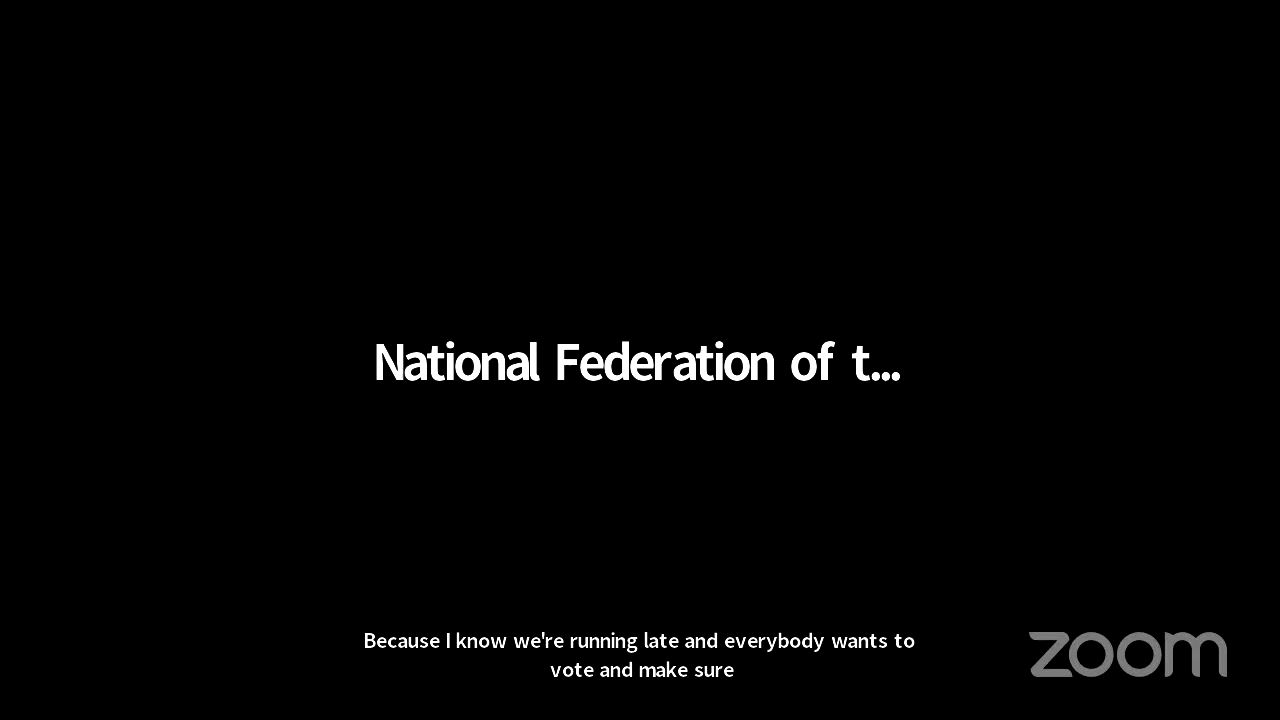 National Federation of t...
Because I know we're running late and everybody wants to
vote and make sure
zoom